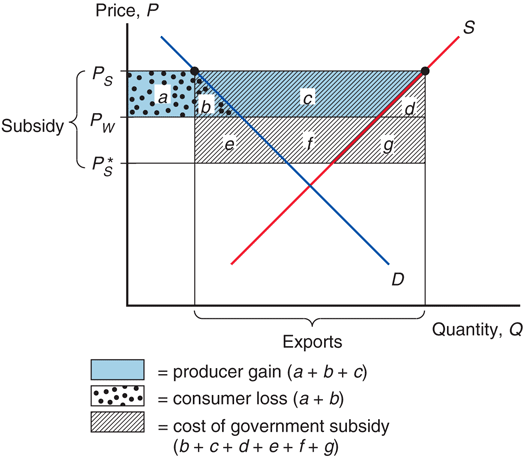 Price, P
S
P_S
a
b
c
d
Subsidy
P_W
e
f
g
P_S^*
D
Exports
Quantity, Q
= producer gain (a + b + c)
= consumer loss (a + b)
= cost of government subsidy
(b + c + d + e + f + g)